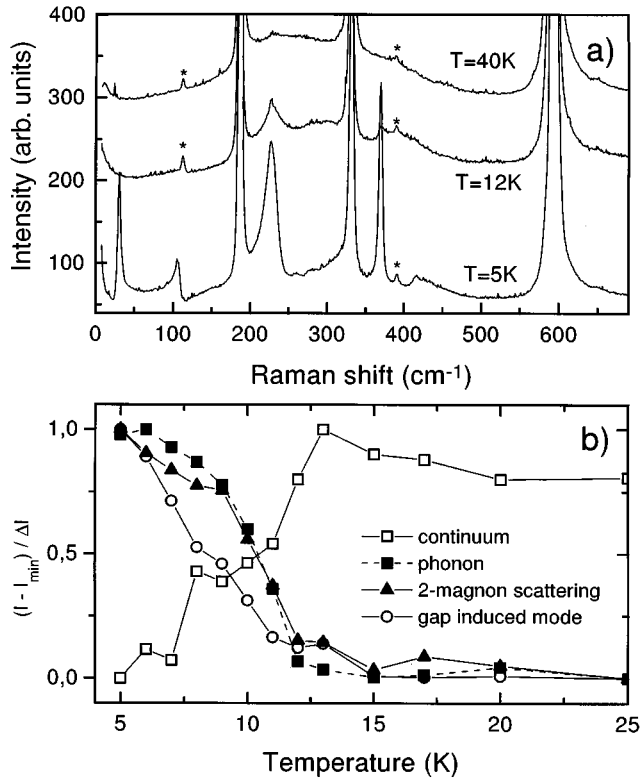 400
a)
*
*
T=40K
300
*
*
T=12K
200
T=5K
100
*
Intensity (arb. units)
0 100 200 300 400 500 600
Raman shift (cm-1)
b)
1,0
0,5
0,0
continuum
phonon
2-magnon scattering
gap induced mode
(I - Imin) / ΔI
5 10 15 20 25
Temperature (K)